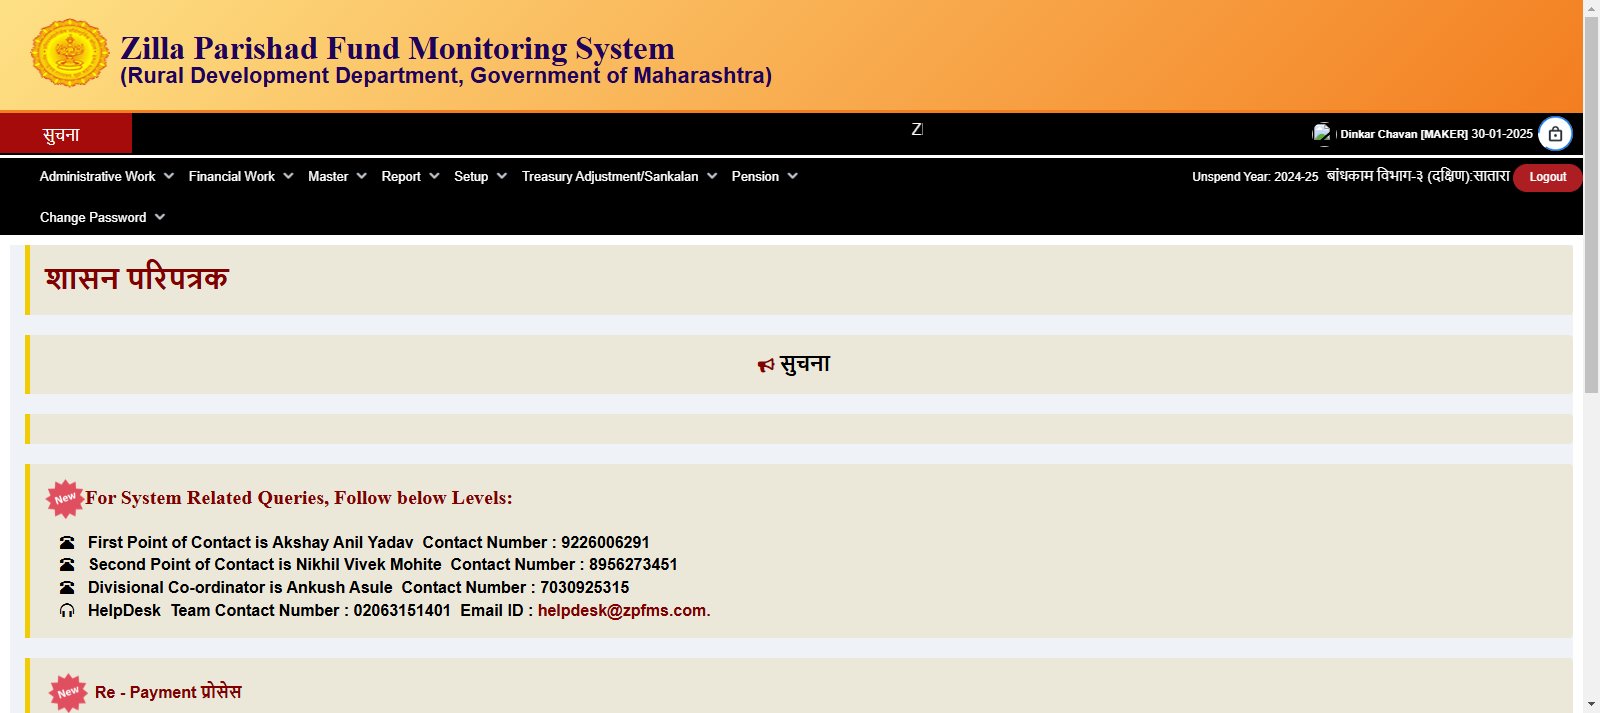 Zilla Parishad Fund Monitoring System
(Rural Development Department, Government of Maharashtra)
सुचना
Dinkar Chavan [MAKER] 30-01-2025
Administrative Work Financial Work Master Report Setup Treasury Adjustment/Sankalan Pension Unspend Year: 2024-25 बांधकाम विभाग-३ (दक्षिण):सातारा Logout
Change Password
शासन परिपत्रक
सुचना
New For System Related Queries, Follow below Levels:
First Point of Contact is Akshay Anil Yadav Contact Number : 9226006291
Second Point of Contact is Nikhil Vivek Mohite Contact Number : 8956273451
Divisional Co-ordinator is Ankush Asule Contact Number : 7030925315
HelpDesk Team Contact Number : 02063151401 Email ID : helpdesk@zpfms.com.
New Re - Payment प्रोसेस